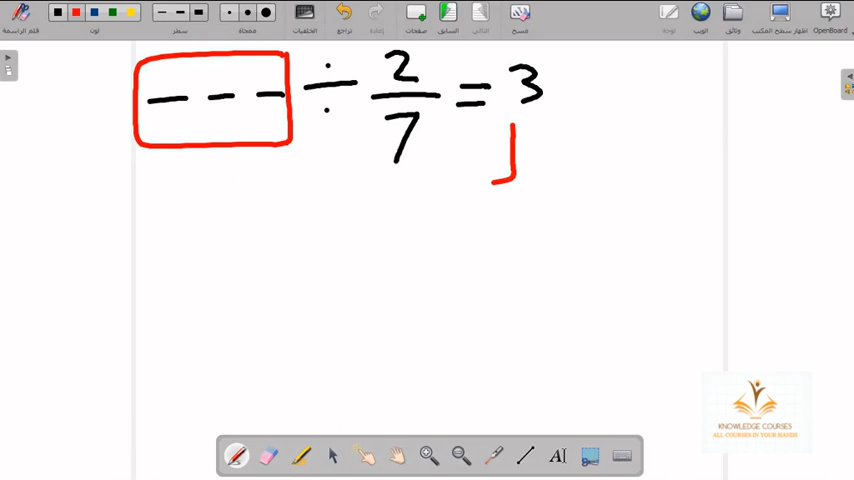 قلم الراسمة
لون
سطر
ممحاة
الخلفيات
تراجع
إعادة
صفحات
السابق
التالي
مسح
لوحة
الويب
وثائق
اظهار سطح المكتب
OpenBoard
_ _ _ ÷ 2/7 = 3
KNOWLEDGE COURSES
ALL COURSES IN YOUR HANDS
AI